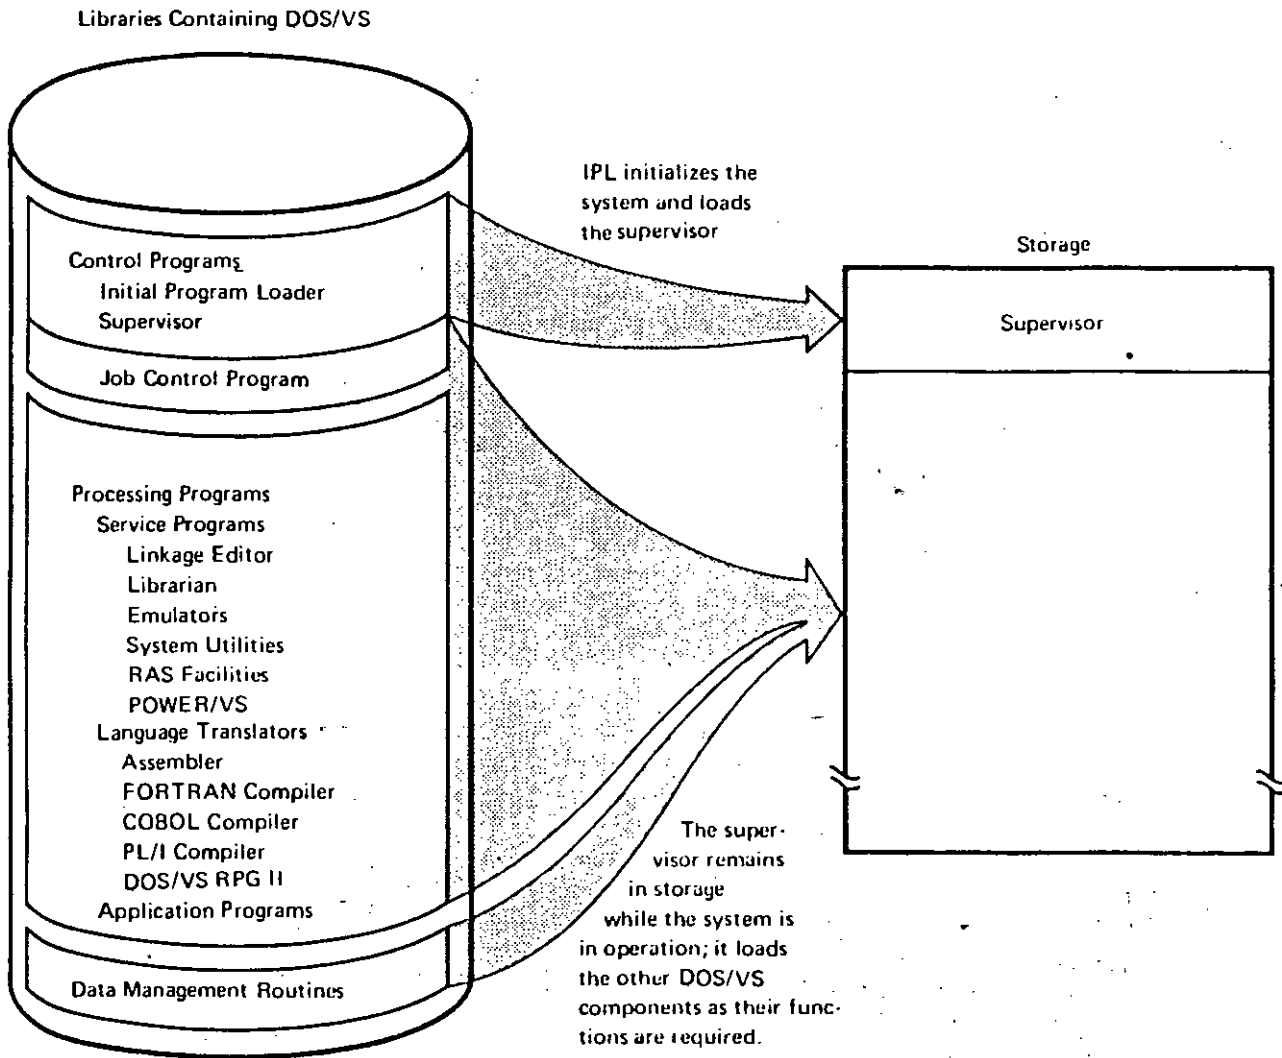 Libraries Containing DOS/VS
Control Programs
Initial Program Loader
Supervisor
Job Control Program
Processing Programs
Service Programs
Linkage Editor
Librarian
Emulators
System Utilities
RAS Facilities
POWER/VS
Language Translators
Assembler
FORTRAN Compiler
COBOL Compiler
PL/I Compiler
DOS/VS RPG II
Application Programs
Data Management Routines
IPL initializes the
system and loads
the supervisor
Storage
Supervisor
The super-
visor remains
in storage
while the system is
in operation; it loads
the other DOS/VS
components as their func-
tions are required.